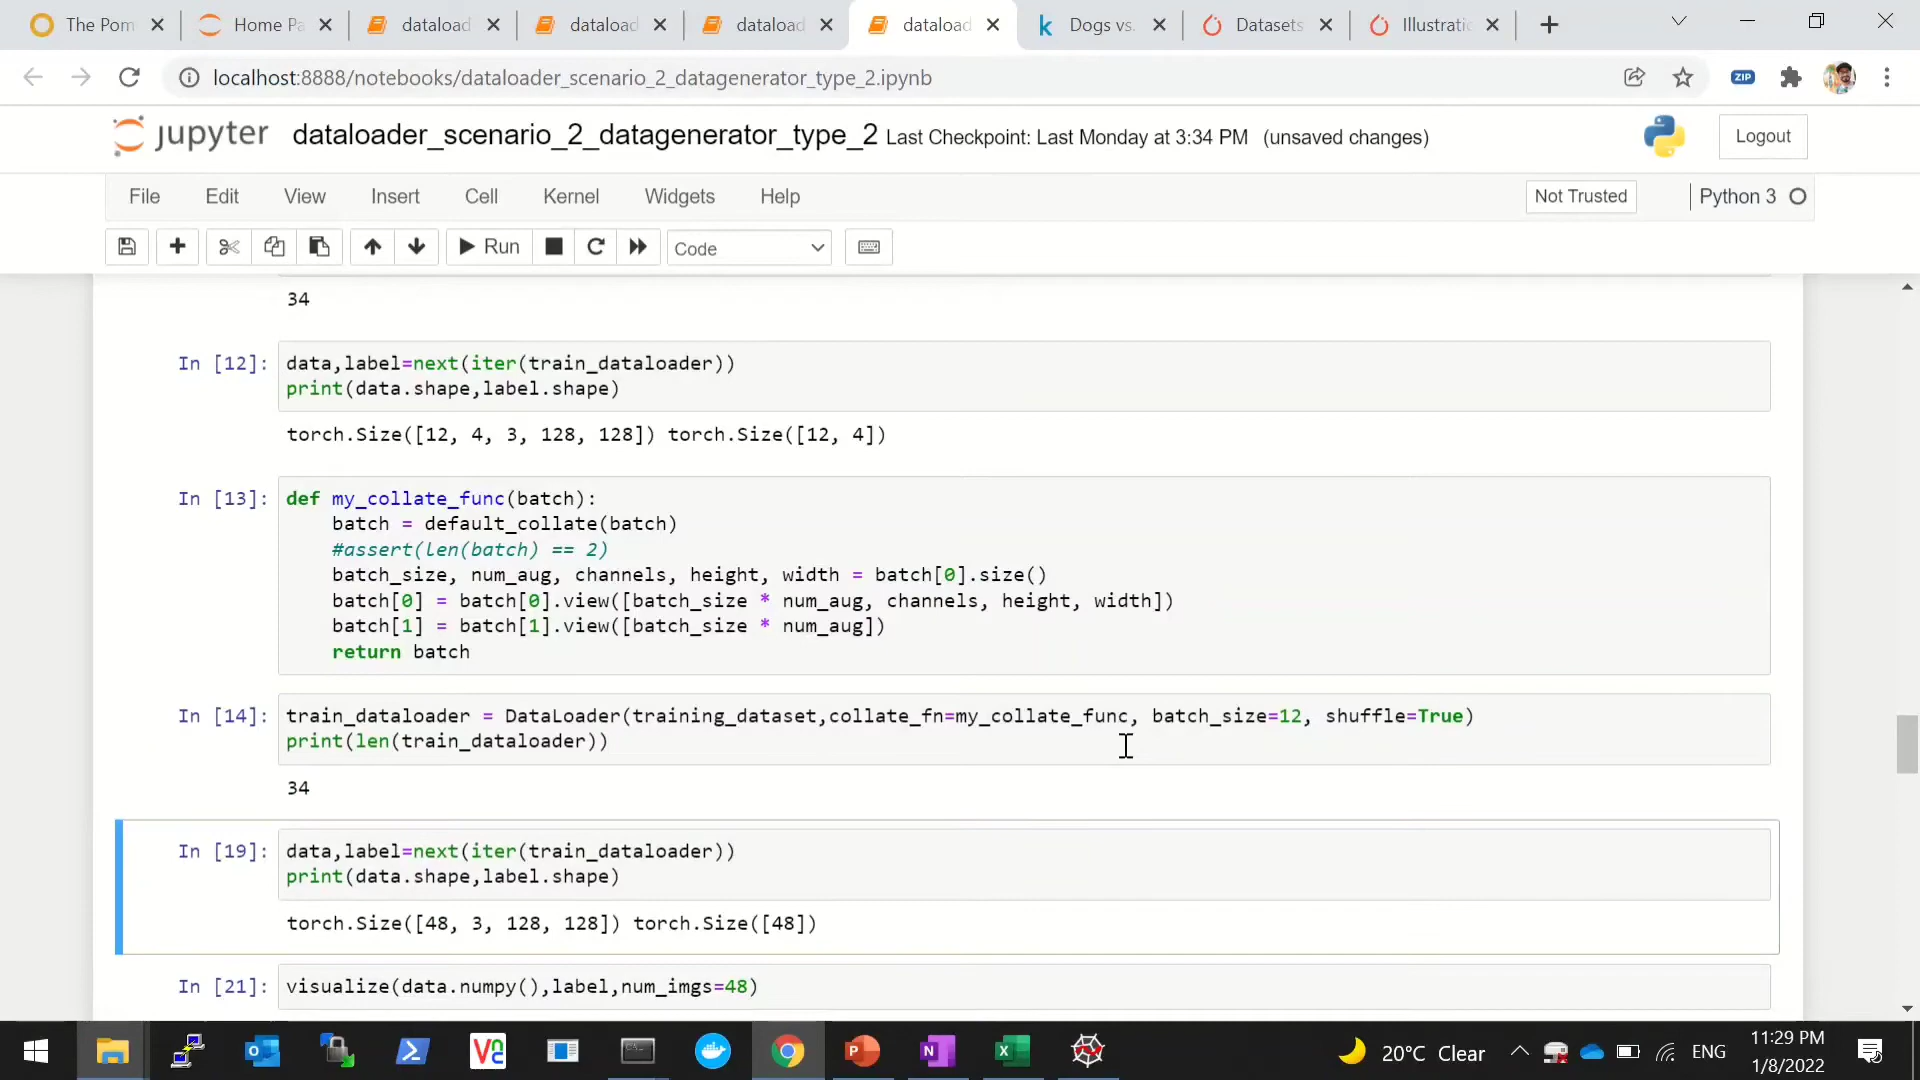 The Pom
Home Pa
dataload
dataload
dataload
dataload
Dogs vs.
Datasets
Illustrati
localhost:8888/notebooks/dataloader_scenario_2_datagenerator_type_2.ipynb
ZIP
jupyter dataloader_scenario_2_datagenerator_type_2 Last Checkpoint: Last Monday at 3:34 PM (unsaved changes)
Logout
File Edit View Insert Cell Kernel Widgets Help
Not Trusted
Python 3
Run
Code
34
In [12]: data,label=next(iter(train_dataloader))
print(data.shape,label.shape)
torch.Size([12, 4, 3, 128, 128]) torch.Size([12, 4])
In [13]: def my_collate_func(batch):
batch = default_collate(batch)
#assert(len(batch) == 2)
batch_size, num_aug, channels, height, width = batch[0].size()
batch[0] = batch[0].view([batch_size * num_aug, channels, height, width])
batch[1] = batch[1].view([batch_size * num_aug])
return batch
In [14]: train_dataloader = DataLoader(training_dataset,collate_fn=my_collate_func, batch_size=12, shuffle=True)
print(len(train_dataloader))
34
In [19]: data,label=next(iter(train_dataloader))
print(data.shape,label.shape)
torch.Size([48, 3, 128, 128]) torch.Size([48])
In [21]: visualize(data.numpy(),label,num_imgs=48)
20°C Clear
ENG
11:29 PM
1/8/2022